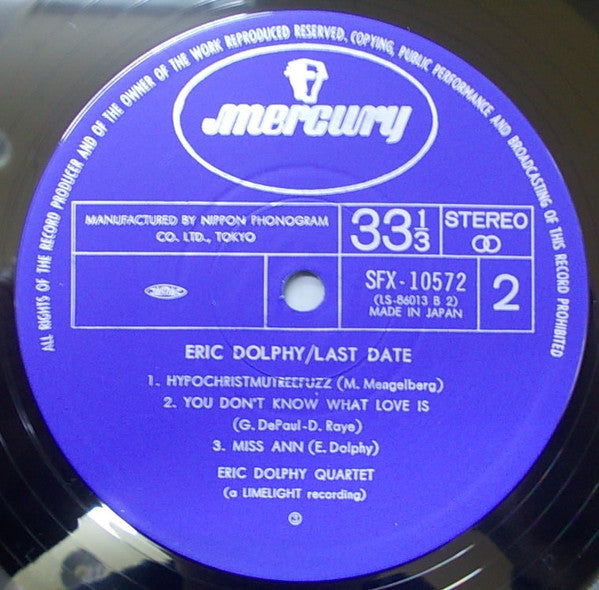 ALL RIGHTS OF THE RECORD PRODUCER AND OF THE OWNER OF THE WORK REPRODUCED RESERVED. COPYING, PUBLIC PERFORMANCE AND BROADCASTING OF THIS RECORD PROHIBITED
mercury
MANUFACTURED BY NIPPON PHONOGRAM
CO. LTD., TOKYO
33 1/3
STEREO
SFX-10572
(LS-86013 B 2)
MADE IN JAPAN
2
ERIC DOLPHY/LAST DATE
1. HYPOCHRISTMUTREEFUZZ (M. Mengelberg)
2. YOU DON'T KNOW WHAT LOVE IS
(G. DePaul-D. Raye)
3. MISS ANN (E. Dolphy)
ERIC DOLPHY QUARTET
(a LIMELIGHT recording)